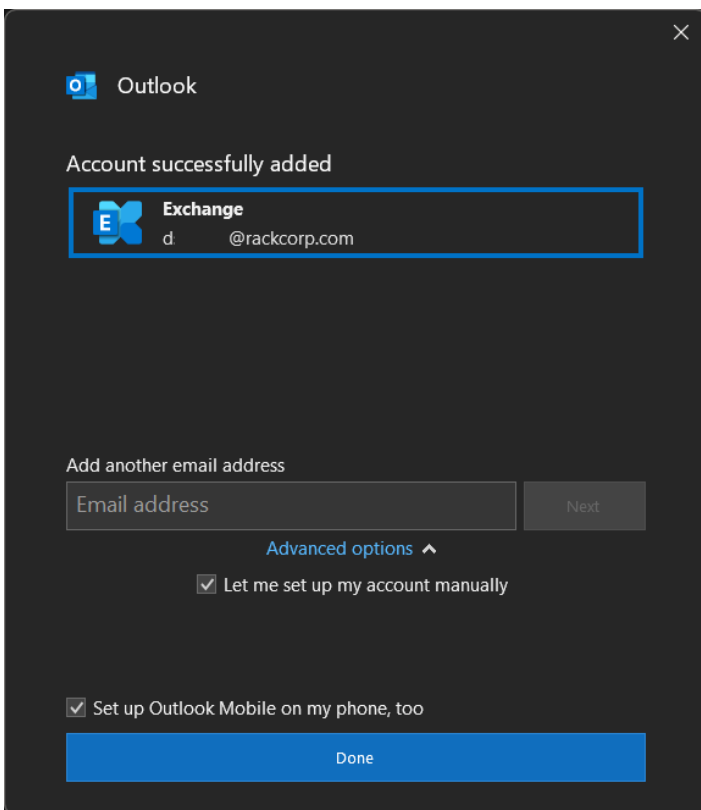 Outlook
Account successfully added
Exchange
d @rackcorp.com
Add another email address
Email address
Next
Advanced options
Let me set up my account manually
Set up Outlook Mobile on my phone, too
Done